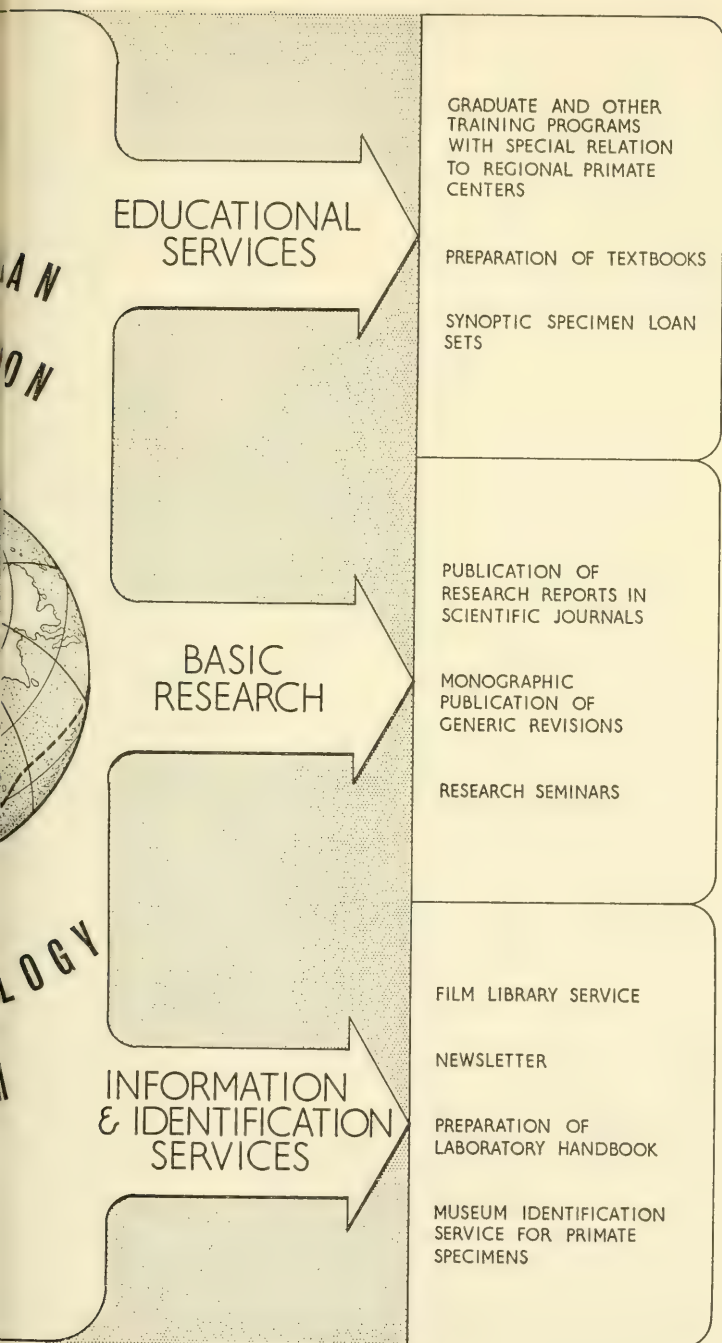 EDUCATIONAL
SERVICES
GRADUATE AND OTHER
TRAINING PROGRAMS
WITH SPECIAL RELATION
TO REGIONAL PRIMATE
CENTERS
PREPARATION OF TEXTBOOKS
SYNOPTIC SPECIMEN LOAN
SETS
BASIC
RESEARCH
PUBLICATION OF
RESEARCH REPORTS IN
SCIENTIFIC JOURNALS
MONOGRAPHIC
PUBLICATION OF
GENERIC REVISIONS
RESEARCH SEMINARS
INFORMATION
& IDENTIFICATION
SERVICES
FILM LIBRARY SERVICE
NEWSLETTER
PREPARATION OF
LABORATORY HANDBOOK
MUSEUM IDENTIFICATION
SERVICE FOR PRIMATE
SPECIMENS